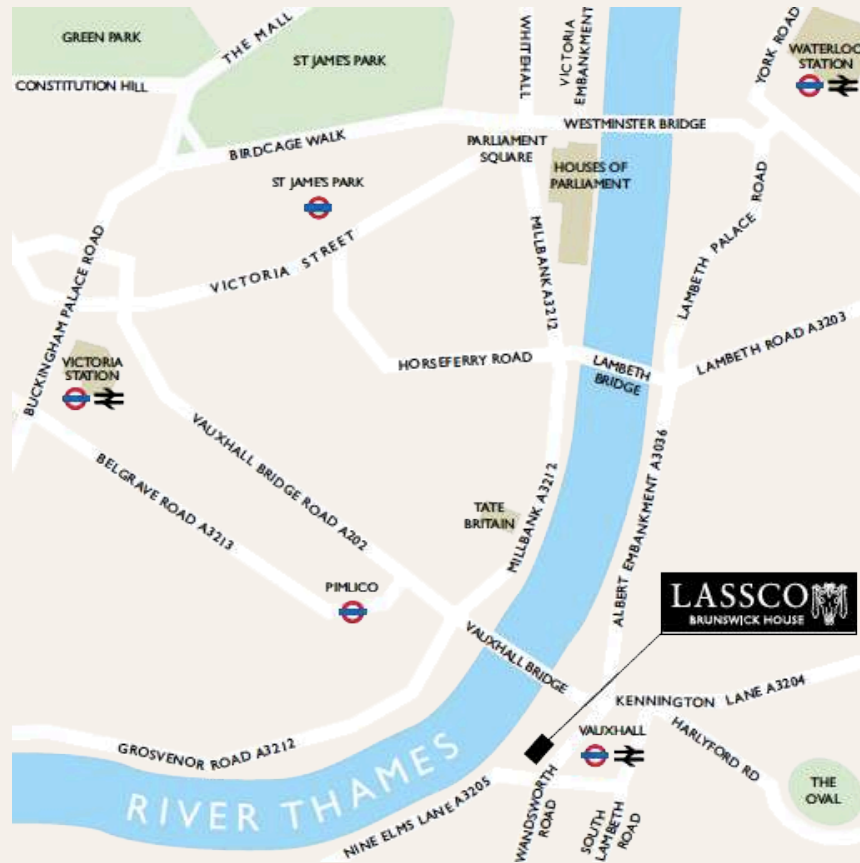 GREEN PARK
THE MALL
ST JAMES'S PARK
WHITEHALL
VICTORIA
EMBANKMENT
YORK ROAD
WATERLOO
STATION
CONSTITUTION HILL
BIRDCAGE WALK
PARLIAMENT
SQUARE
WESTMINSTER BRIDGE
HOUSES OF
PARLIAMENT
ST JAME'S PARK
LAMBETH PALACE ROAD
BUCKINGHAM PALACE ROAD
VICTORIA STREET
MILLBANK A3212
VICTORIA
STATION
HORSEFERRY ROAD
LAMBETH
BRIDGE
LAMBETH ROAD A3203
VAUXHALL BRIDGE ROAD A202
BELGRAVE ROAD A3213
TATE
BRITAIN
MILLBANK A3212
ALBERT EMBANKMENT A3036
PIMLICO
LASSCO
BRUNSWICK HOUSE
VAUXHALL BRIDGE
KENNINGTON LANE A3204
HARLYFORD RD
VAUXHALL
GROSVENOR ROAD A3212
RIVER THAMES
NINE ELMS LANE A3205
WANDSWORTH
ROAD
SOUTH
LAMBETH
ROAD
THE
OVAL